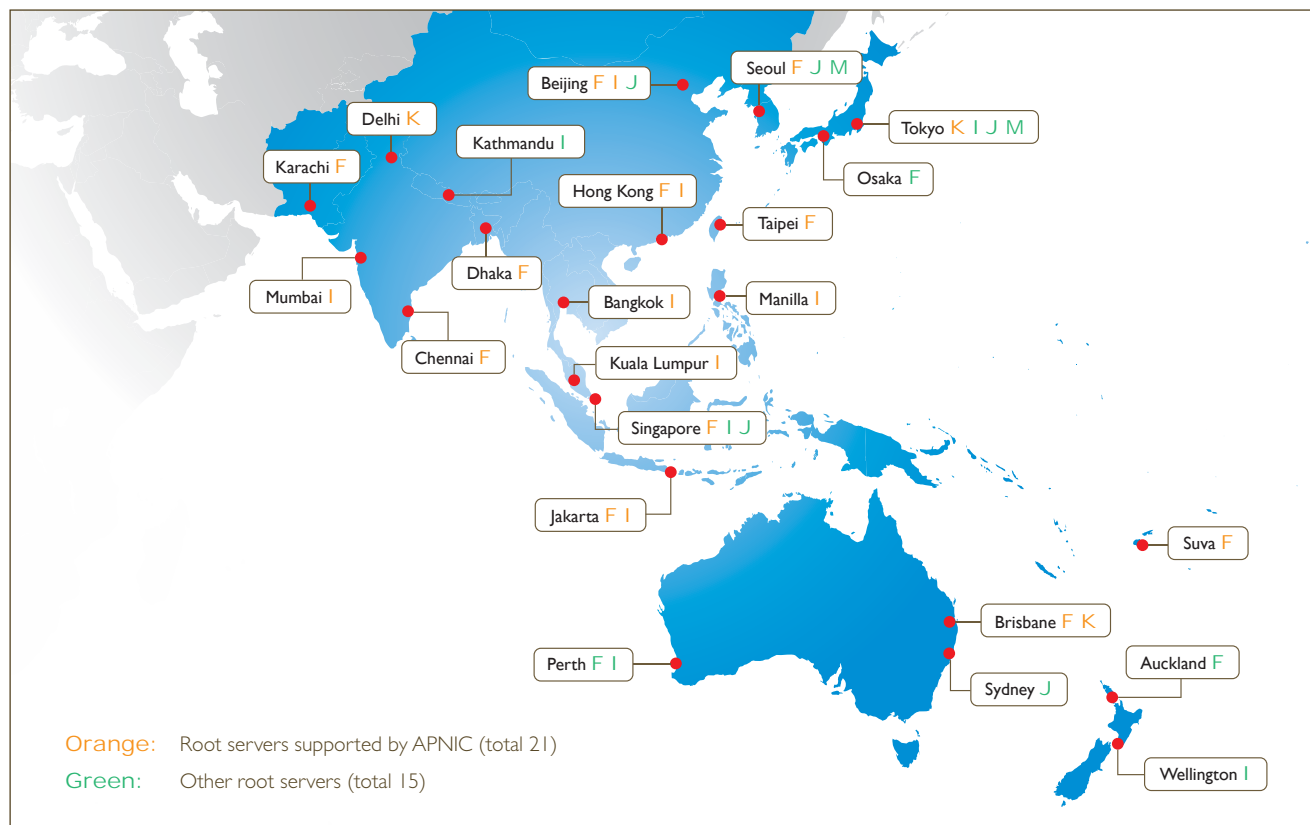 Seoul F J M
Beijing F I J
Delhi K
Tokyo K I J M
Kathmandu I
Karachi F
Osaka F
Hong Kong F I
Taipei F
Dhaka F
Mumbai I
Bangkok I
Manilla I
Chennai F
Kuala Lumpur I
Singapore F I J
Jakarta F I
Suva F
Brisbane F K
Perth F I
Auckland F
Sydney J
Orange: Root servers supported by APNIC (total 21)
Green: Other root servers (total 15)
Wellington I